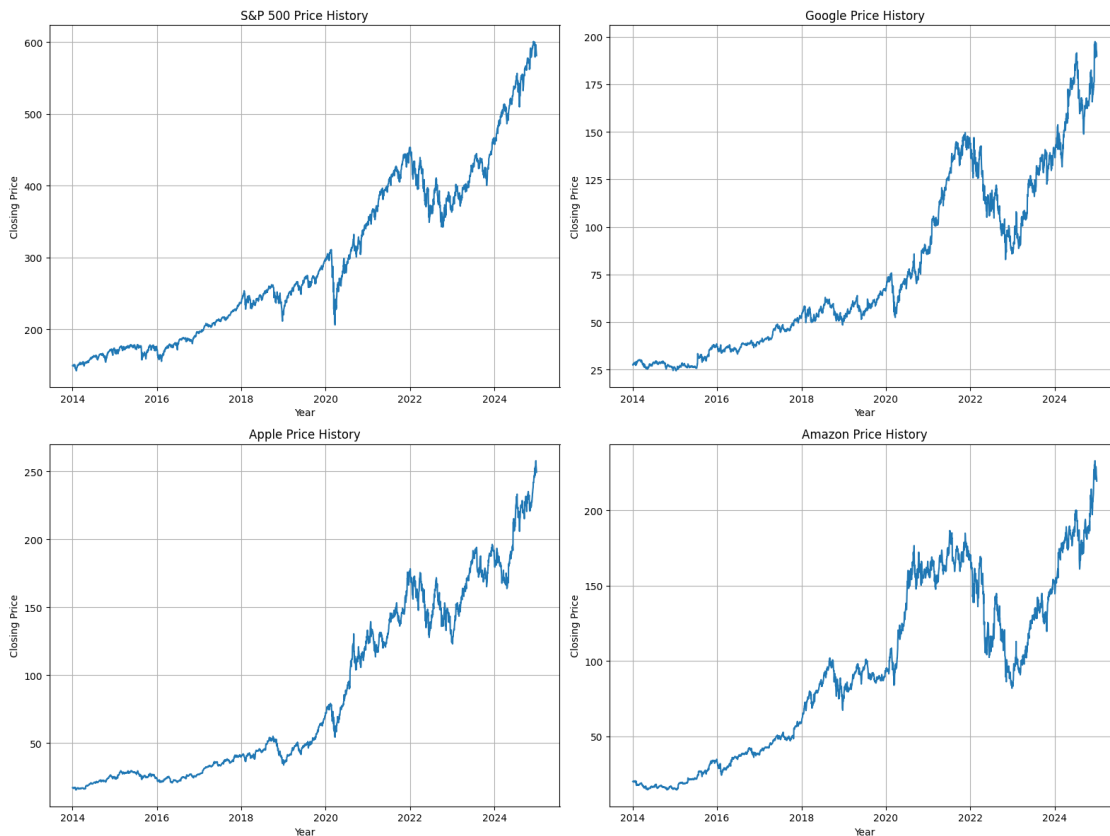 S&P 500 Price History
Closing Price
600
500
400
300
200
2014 2016 2018 2020 2022 2024
Year
Google Price History
Closing Price
200
175
150
125
100
75
50
25
2014 2016 2018 2020 2022 2024
Year
Apple Price History
Closing Price
250
200
150
100
50
2014 2016 2018 2020 2022 2024
Year
Amazon Price History
Closing Price
200
150
100
50
2014 2016 2018 2020 2022 2024
Year